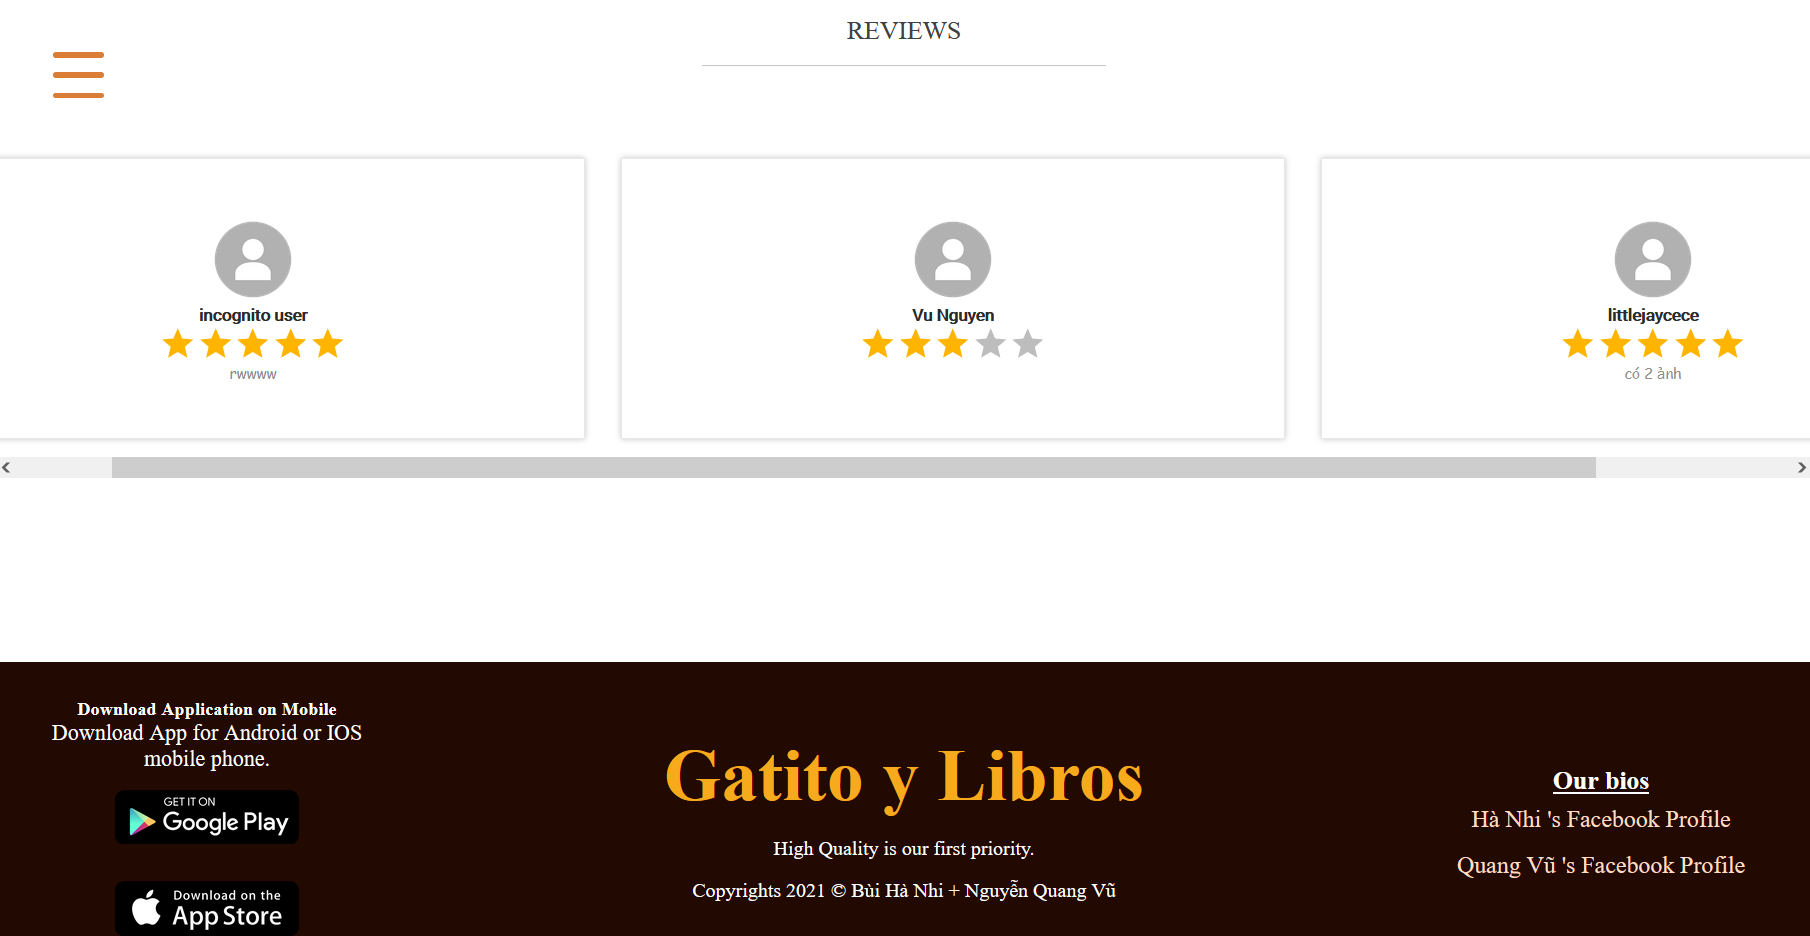 REVIEWS
incognito user
rwwww
Vu Nguyen
littlejaycece
có 2 ảnh
Download Application on Mobile
Download App for Android or IOS
mobile phone.
GET IT ON
Google Play
Download on the
App Store
Gatito y Libros
High Quality is our first priority.
Copyrights 2021 © Bùi Hà Nhi + Nguyễn Quang Vũ
Our bios
Hà Nhi 's Facebook Profile
Quang Vũ 's Facebook Profile